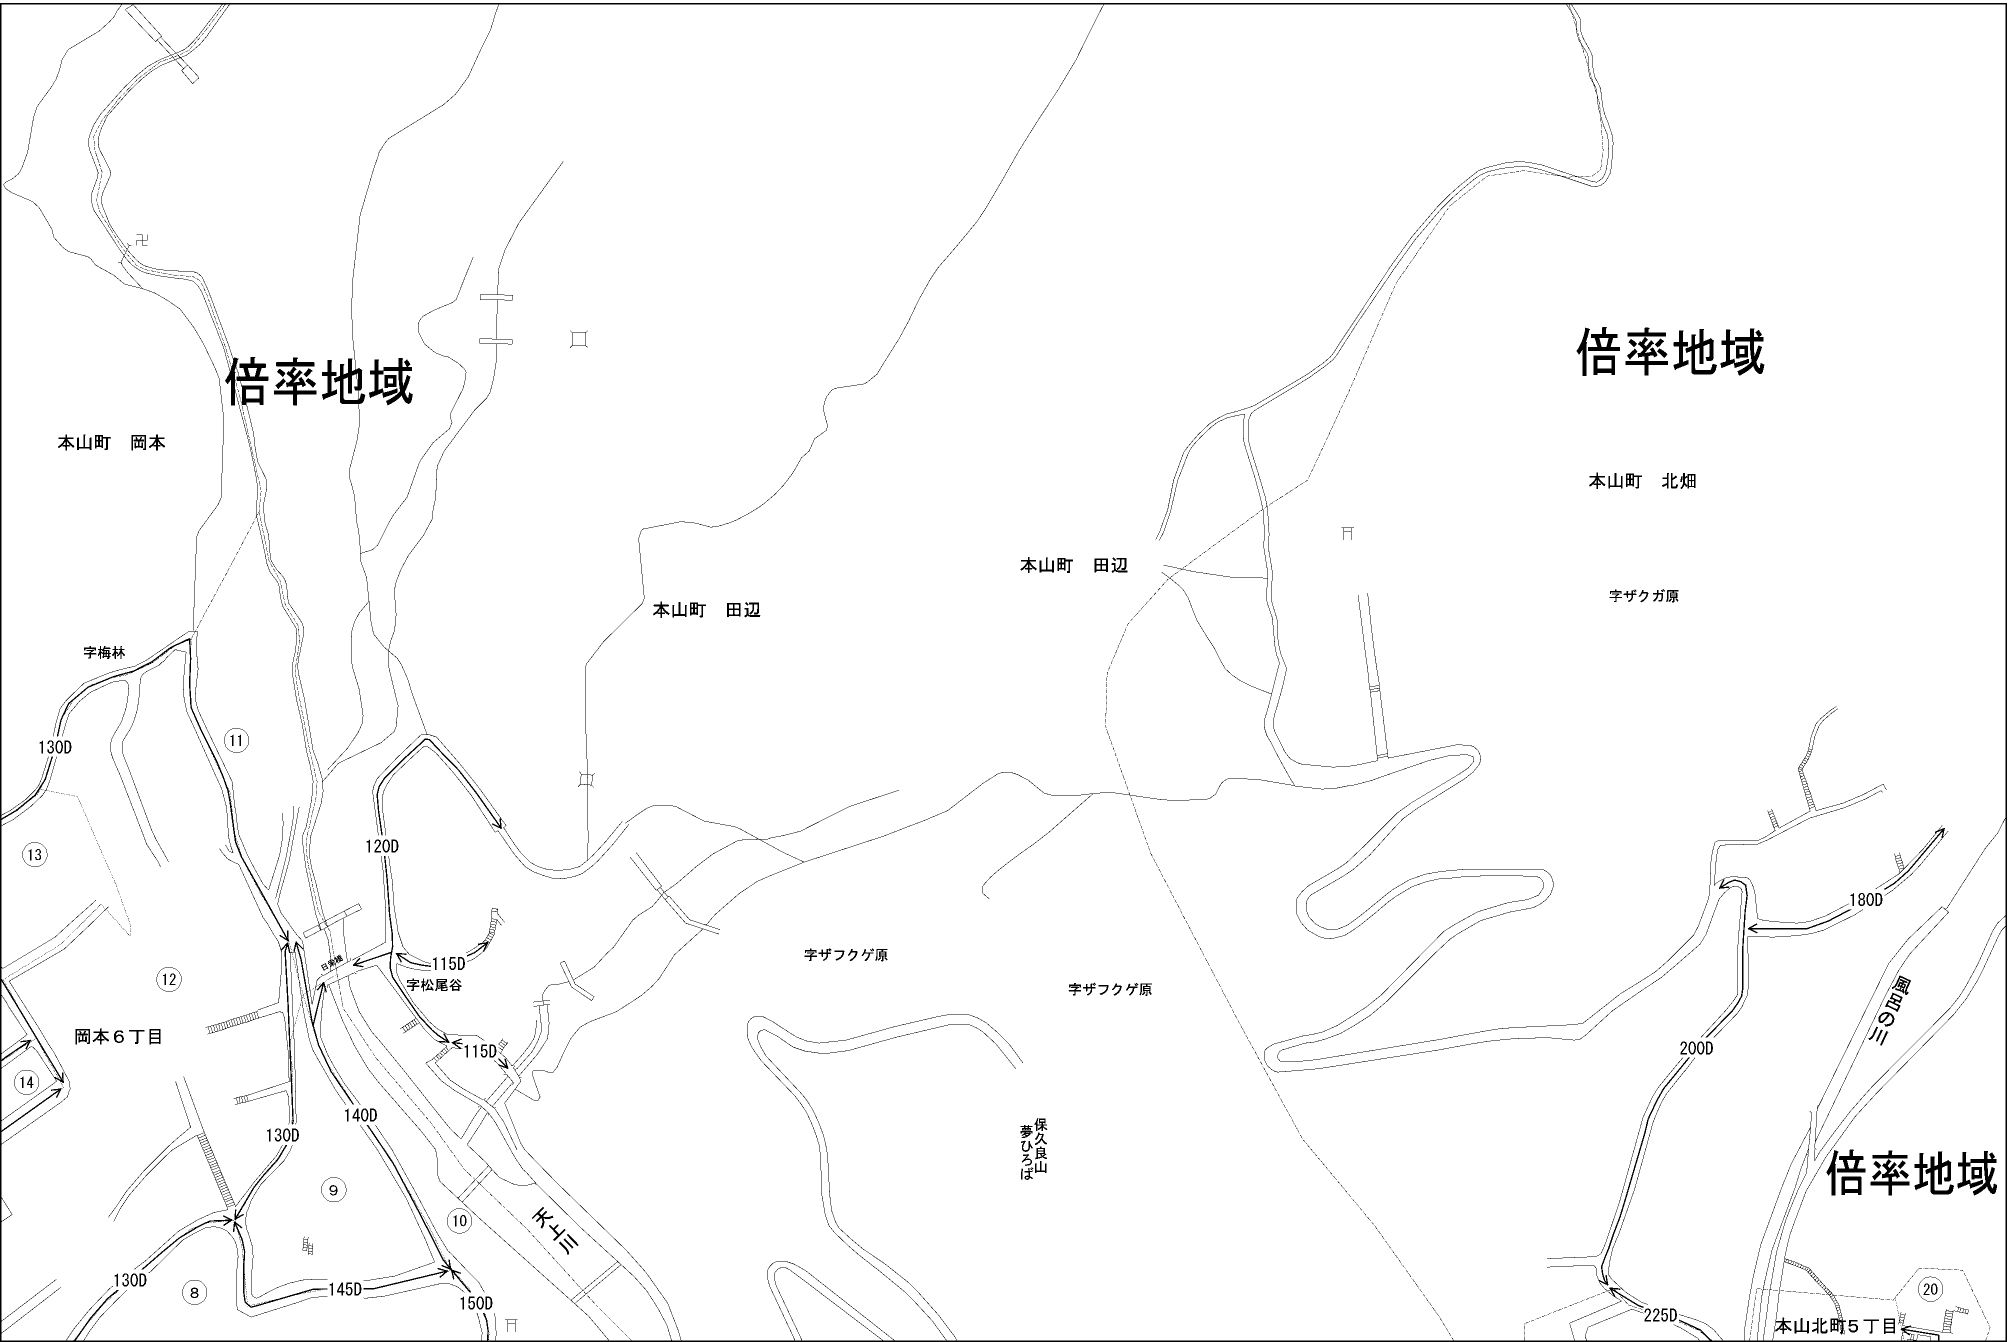 倍率地域
倍率地域
本山町 岡本
本山町 北畑
本山町 田辺
本山町 田辺
字ザクガ原
字梅林
130D
11
120D
13
180D
115D
字ザフクゲ原
字松尾谷
12
字ザフクゲ原
風呂の川
岡本6丁目
115D
200D
14
140D
130D
保久良山
夢ひろば
倍率地域
9
10
天上川
130D
8
145D
150D
20
225D
本山北町5丁目